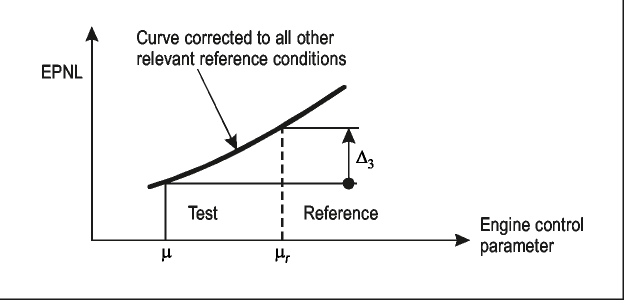 Curve corrected to all other
relevant reference conditions
EPNL
Δ3
Test
Reference
Engine control
parameter
μ
μr